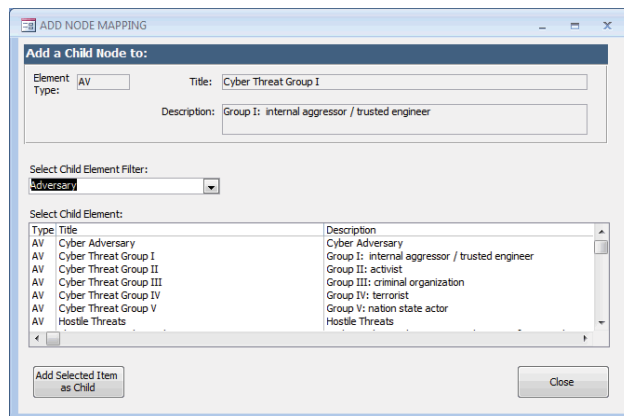 ADD NODE MAPPING
Add a Child Node to:
Element Type: AV Title: Cyber Threat Group I
Description: Group I: internal aggressor / trusted engineer
Select Child Element Filter:
Adversary
Select Child Element:
Type Title Description
AV Cyber Adversary Cyber Adversary
AV Cyber Threat Group I Group I: internal aggressor / trusted engineer
AV Cyber Threat Group II Group II: activist
AV Cyber Threat Group III Group III: criminal organization
AV Cyber Threat Group IV Group IV: terrorist
AV Cyber Threat Group V Group V: nation state actor
AV Hostile Threats Hostile Threats
Add Selected Item
as Child
Close